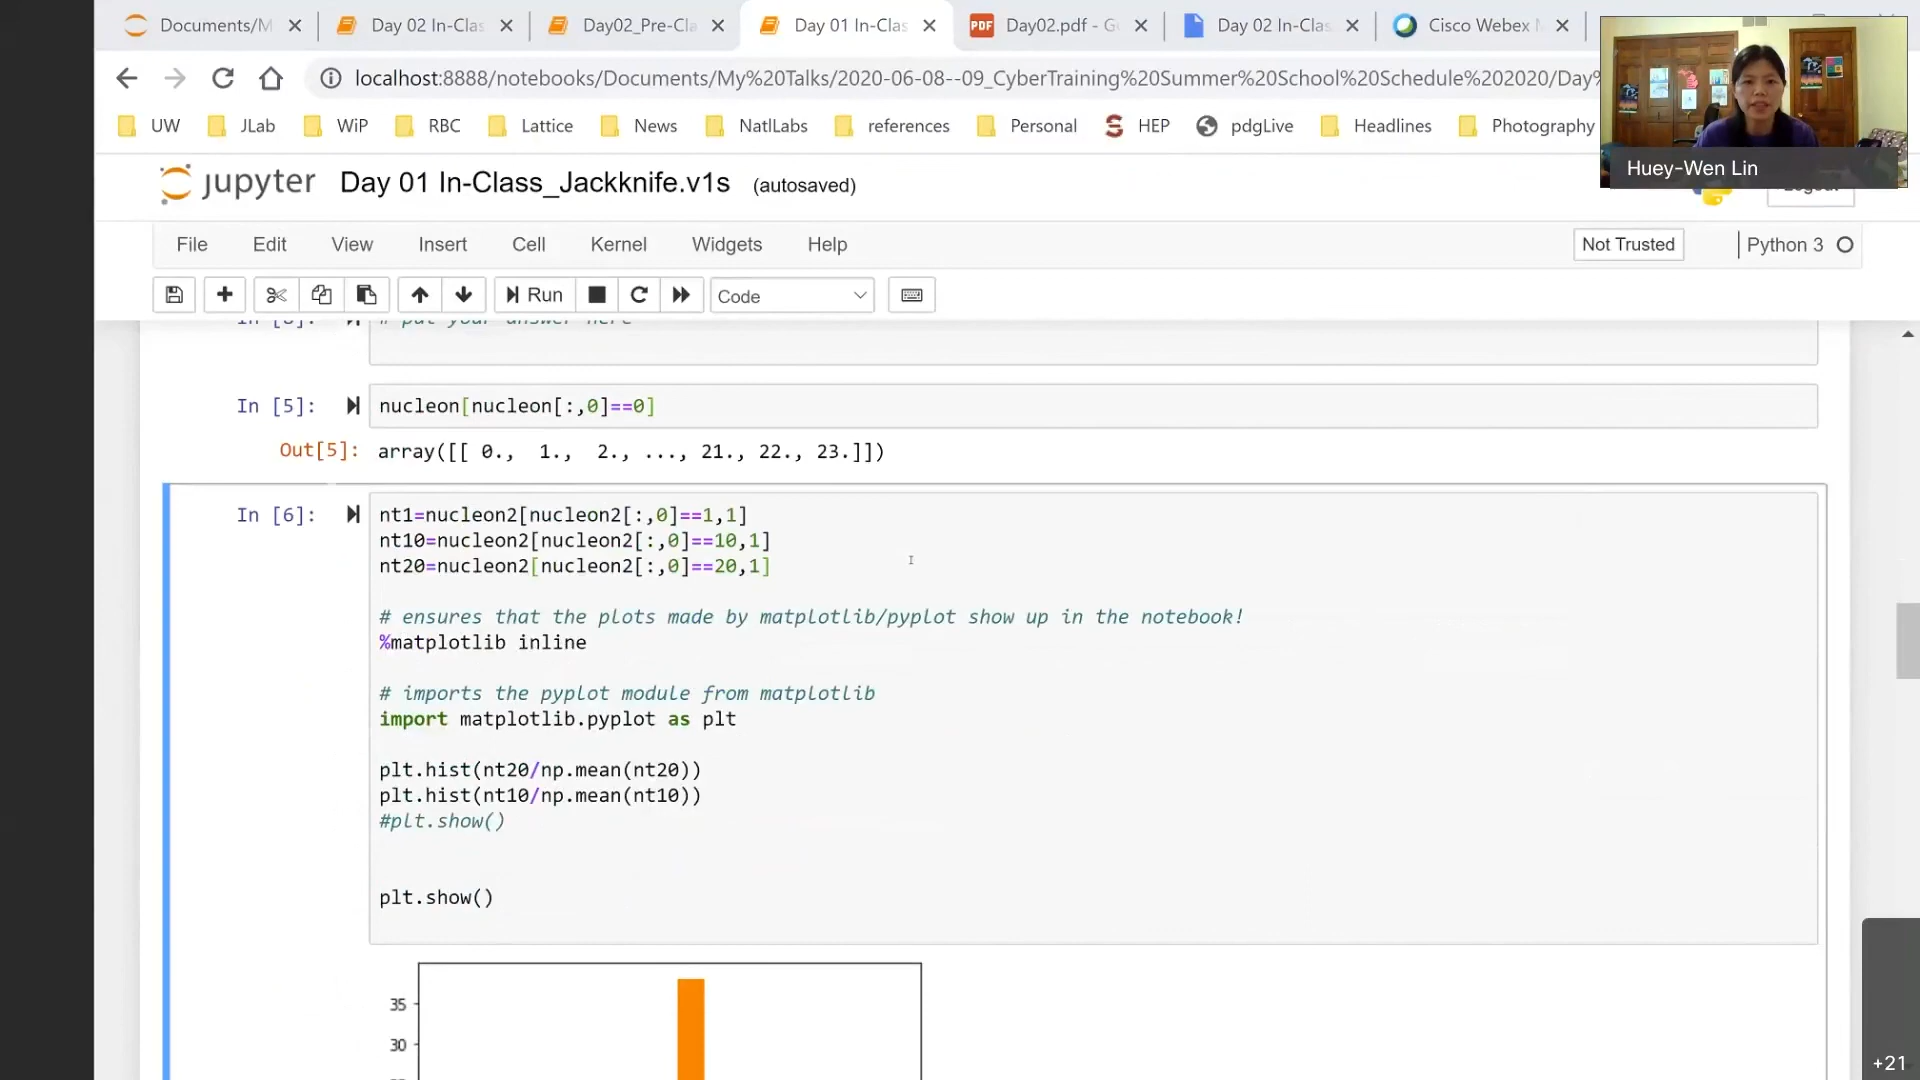 Documents/M
Day 02 In-Clas
Day02_Pre-Cla
Day 01 In-Clas
PDF
Day02.pdf - Go
Day 02 In-Clas
Cisco Webex M
localhost:8888/notebooks/Documents/My%20Talks/2020-06-08--09_CyberTraining%20Summer%20School%20Schedule%202020/Day%
UW
JLab
WiP
RBC
Lattice
News
NatlLabs
references
Personal
HEP
pdgLive
Headlines
Photography
Huey-Wen Lin
jupyter
Day 01 In-Class_Jackknife.v1s
(autosaved)
Logout
File
Edit
View
Insert
Cell
Kernel
Widgets
Help
Not Trusted
Python 3
Run
Code
# put your answer here
In [5]:
nucleon[nucleon[:,0]==0]
Out[5]:
array([[ 0.,  1.,  2., ..., 21., 22., 23.]])
In [6]:
nt1=nucleon2[nucleon2[:,0]==1,1]
nt10=nucleon2[nucleon2[:,0]==10,1]
nt20=nucleon2[nucleon2[:,0]==20,1]
# ensures that the plots made by matplotlib/pyplot show up in the notebook!
%matplotlib inline
# imports the pyplot module from matplotlib
import matplotlib.pyplot as plt
plt.hist(nt20/np.mean(nt20))
plt.hist(nt10/np.mean(nt10))
#plt.show()
plt.show()
35
30
+21